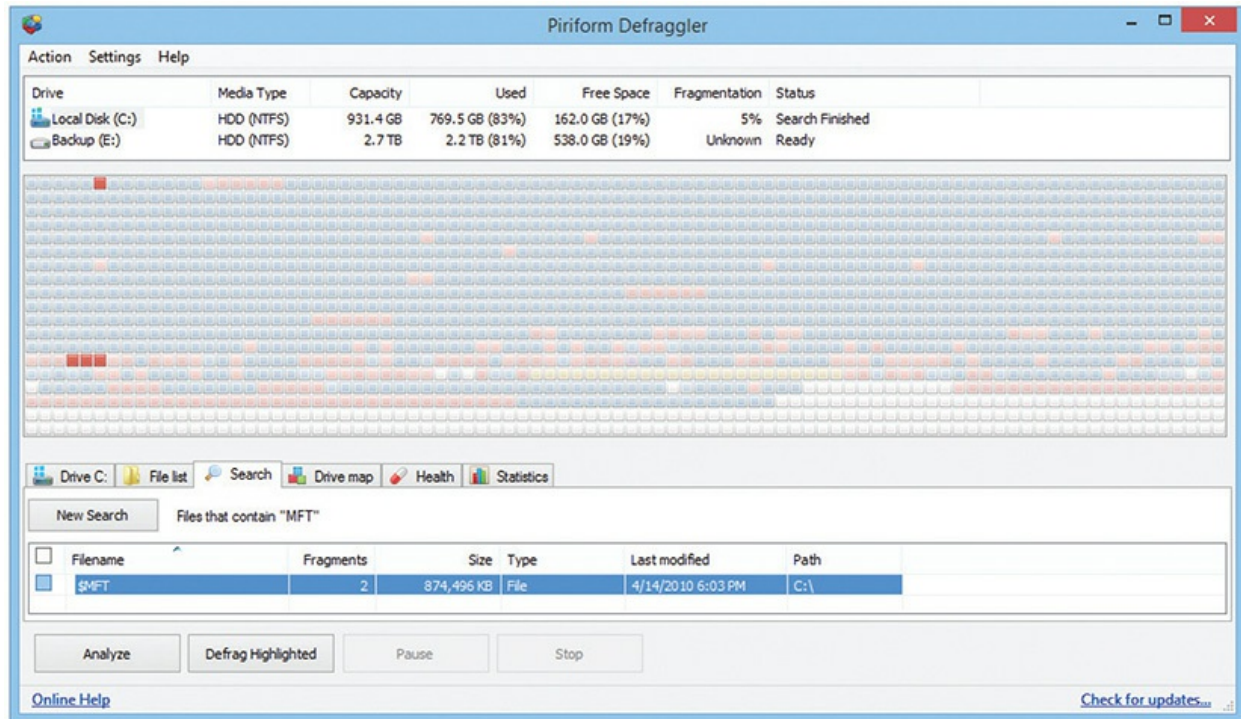 Piriform Defraggler
Action Settings Help
Drive Media Type Capacity Used Free Space Fragmentation Status
Local Disk (C:) HDD (NTFS) 931.4 GB 769.5 GB (83%) 162.0 GB (17%) 5% Search Finished
Backup (E:) HDD (NTFS) 2.7 TB 2.2 TB (81%) 538.0 GB (19%) Unknown Ready
Drive C: File list Search Drive map Health Statistics
New Search Files that contain "MFT"
Filename Fragments Size Type Last modified Path
$MFT 2 874,496 KB File 4/14/2010 6:03 PM C:\
Analyze Defrag Highlighted Pause Stop
Online Help Check for updates...